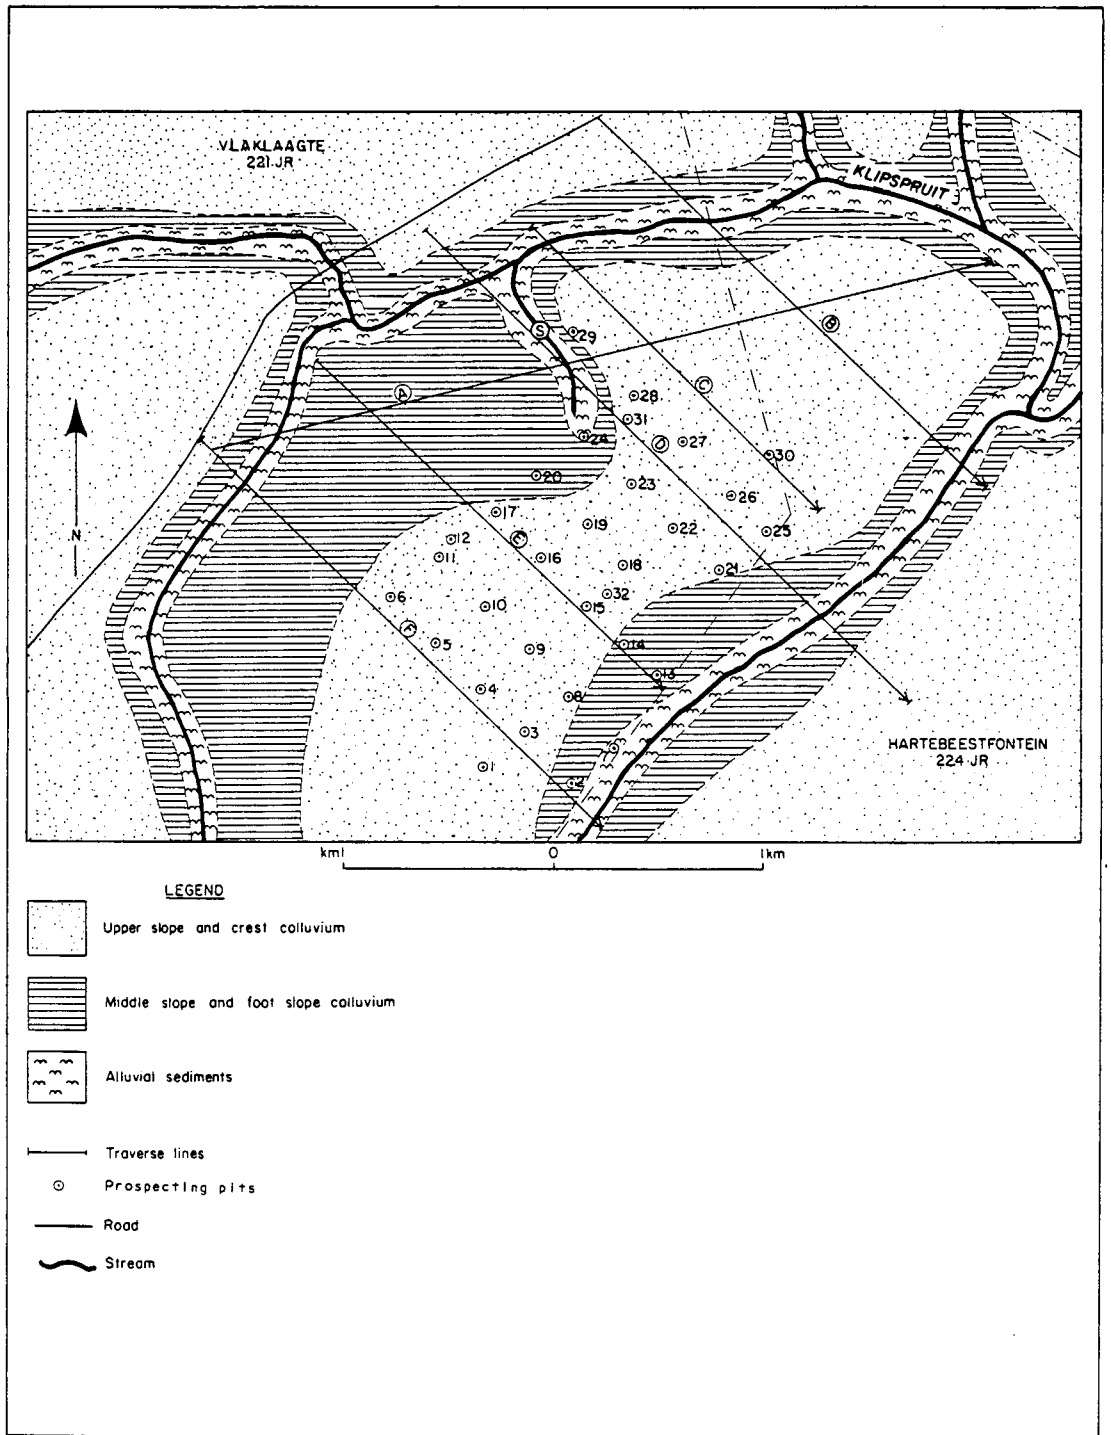 VLAKLAAGTE
221·JR
KLIPSPRUIT
B
S
29
A
C
28
31
24
D
27
30
20
23
26
17
19
22
25
12
E
11
16
18
21
6
10
15
32
F
5
9
14
13
4
8
3
HARTEBEESTFONTEIN
224·JR
1
2
N
km1
0
1km
LEGEND
Upper slope and crest colluvium
Middle slope and foot slope colluvium
Alluvial sediments
Traverse lines
Prospecting pits
Road
Stream